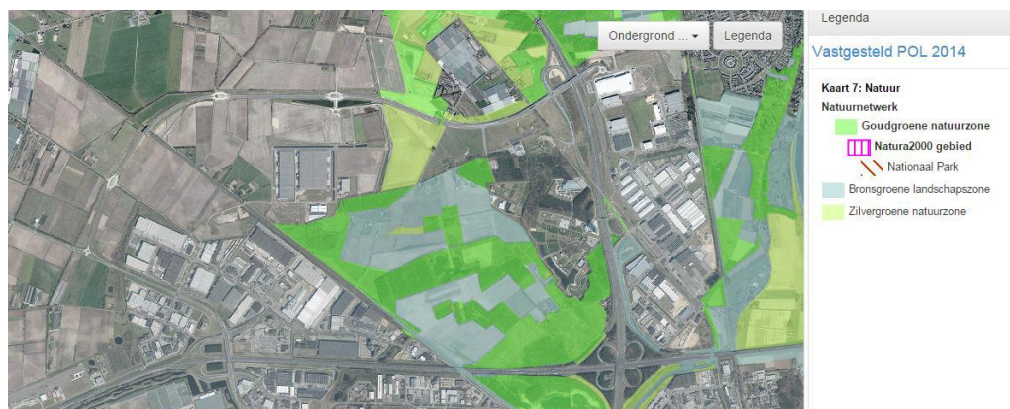 Ondergrond ...
Legenda
Legenda
Vastgesteld POL 2014
Kaart 7: Natuur
Natuurnetwerk
Goudgroene natuurzone
Natura2000 gebied
Nationaal Park
Bronsgroene landschapszone
Zilvergroene natuurzone